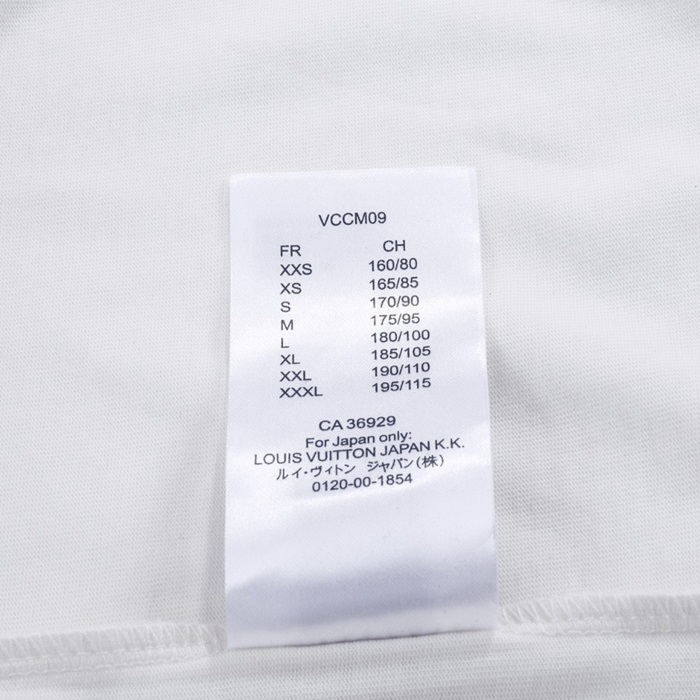 VCCM09
FR CH
XXS 160/80
XS 165/85
S 170/90
M 175/95
L 180/100
XL 185/105
XXL 190/110
XXXL 195/115
CA 36929
For Japan only:
LOUIS VUITTON JAPAN K.K.
ルイ・ヴィトン ジャパン(株)
0120-00-1854